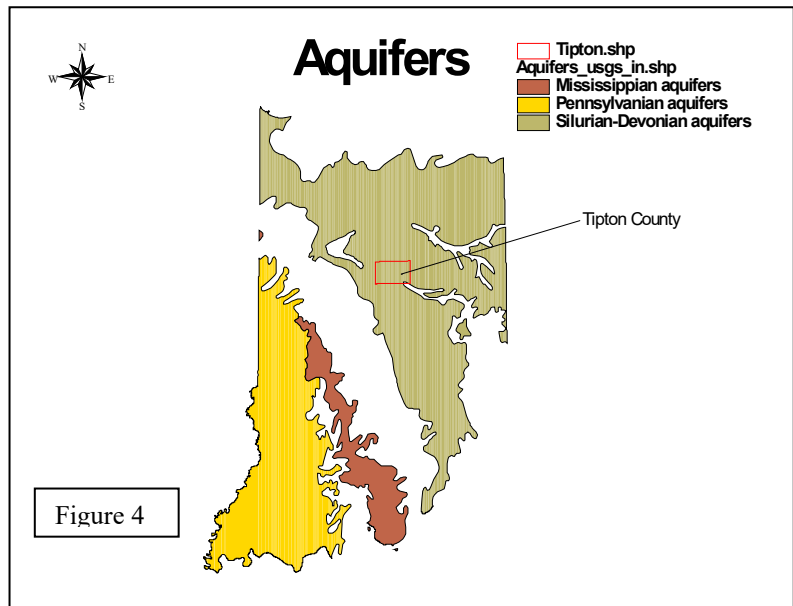 Aquifers
N
W E
S
Tipton.shp
Aquifers_usgs_in.shp
Mississippian aquifers
Pennsylvanian aquifers
Silurian-Devonian aquifers
Tipton County
Figure 4